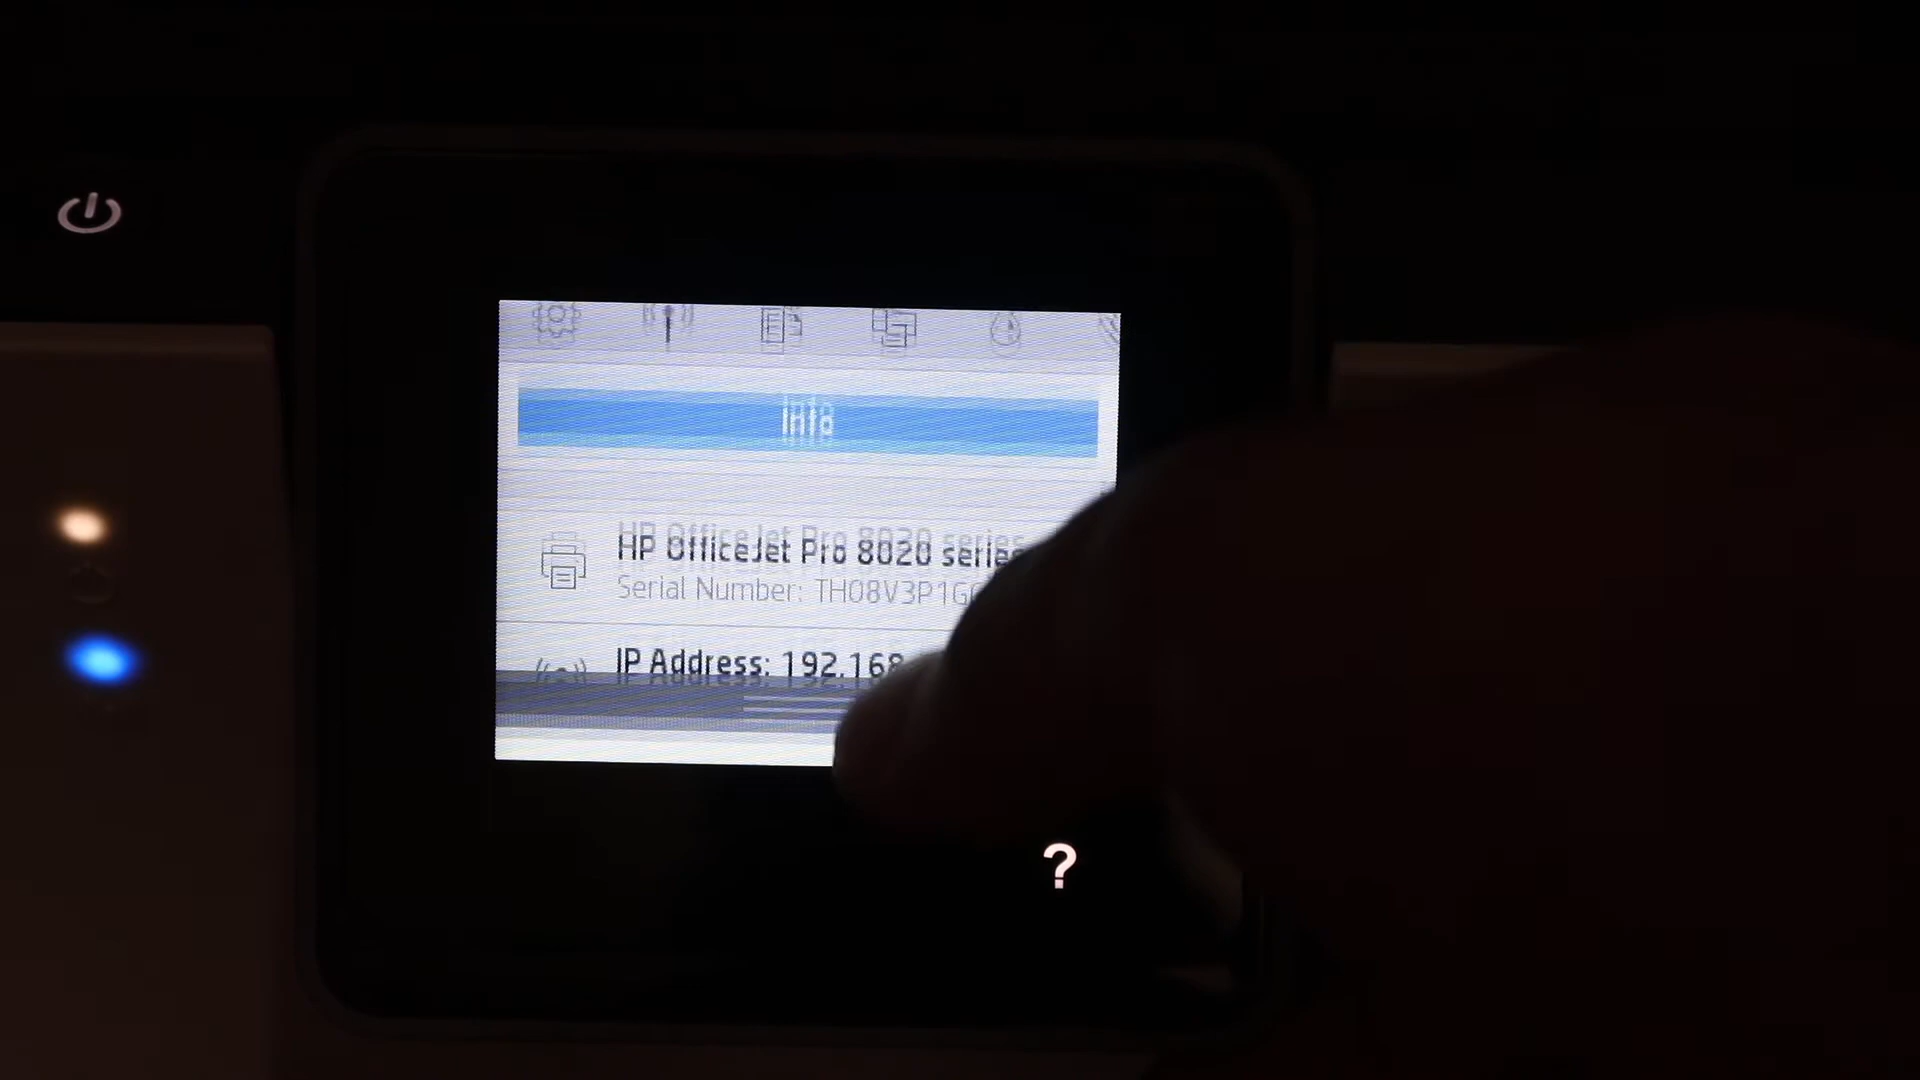 Info
HP OfficeJet Pro 8020 series
Serial Number: TH08V3P1G
IP Address: 192.168
?